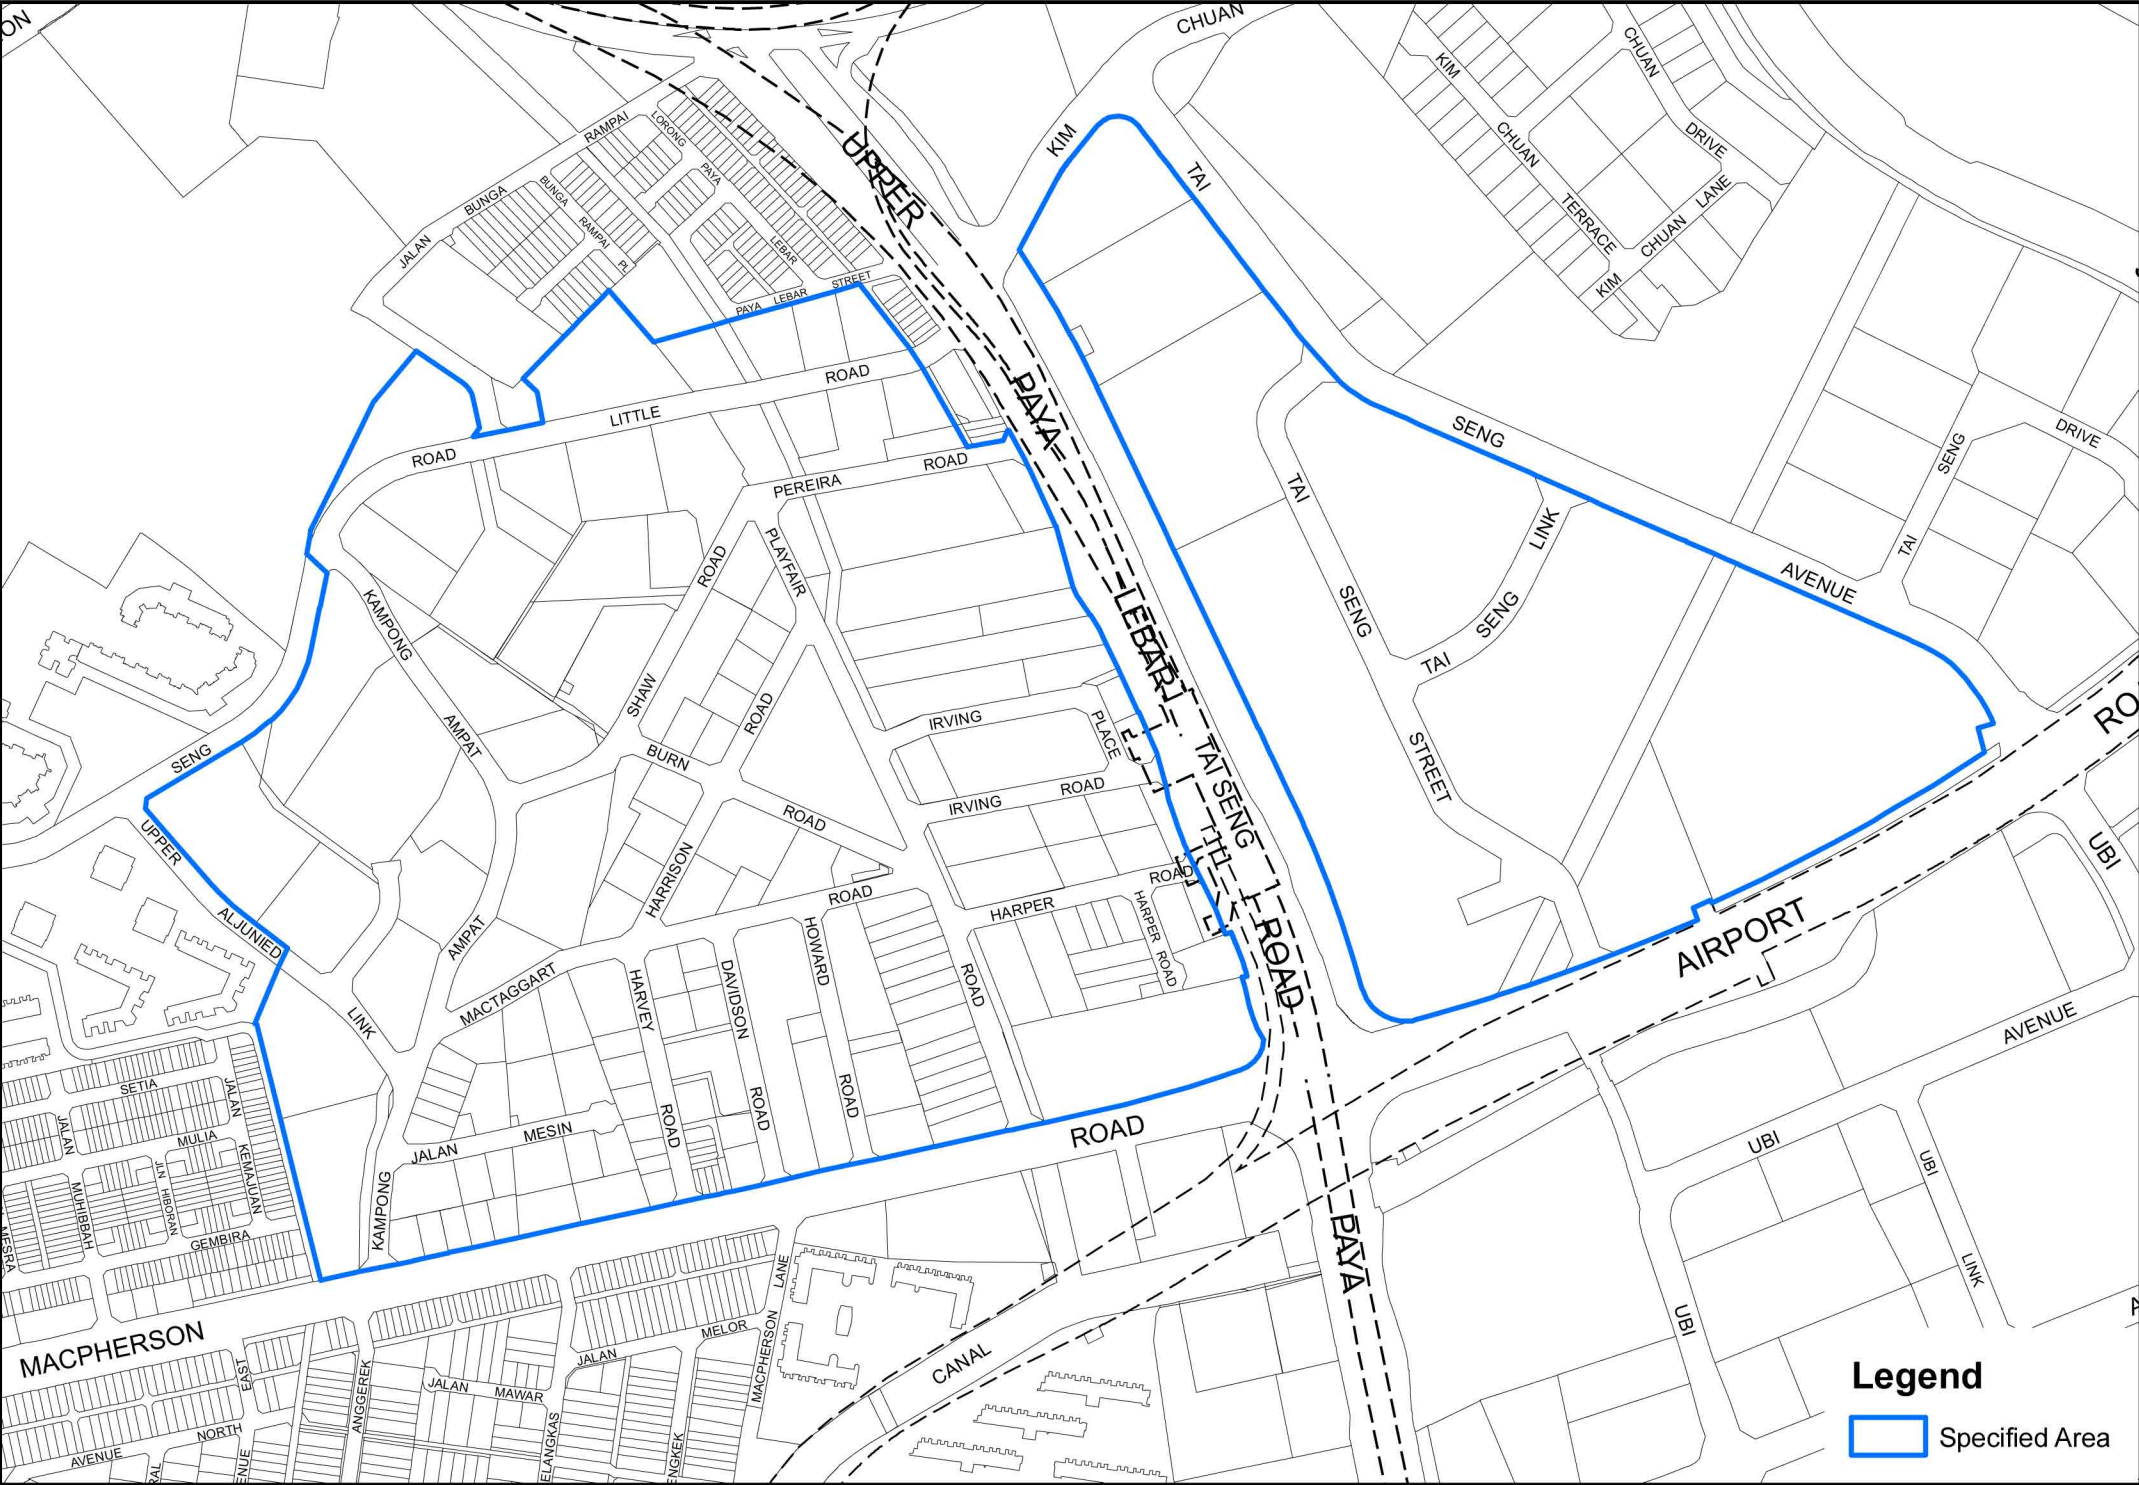 CHUAN
KIM
TAI
SENG
AVENUE
KIM
CHUAN
TERRACE
CHUAN
DRIVE
KIM
CHUAN
LANE
TAI
SENG
DRIVE
UPPER
PAYA
LEBAR
ROAD
TAI SENG
JALAN
BUNGA
RAMPAI
BUNGA
RAMPAI
PL
LORONG
PAYA
LEBAR
PAYA
LEBAR
STREET
ROAD
LITTLE
ROAD
PEREIRA
ROAD
PLAYFAIR
ROAD
SHAW
KAMPONG
AMPAT
AMPAT
SENG
UPPER
ALJUNIED
LINK
BURN
ROAD
ROAD
HARRISON
IRVING
PLACE
IRVING
ROAD
HARPER
ROAD
HARPER
ROAD
ROAD
ROAD
MACTAGGART
HARVEY
ROAD
DAVIDSON
ROAD
HOWARD
ROAD
TAI
SENG
STREET
TAI
SENG
LINK
AIRPORT
RO
UBI
AVENUE
UBI
UBI
LINK
UBI
SETIA
JALAN
JALAN
MULIA
KEMAJUAN
JLN
HIBORAN
MUHIBBAH
MESRA
GEMBIRA
JALAN
MESIN
KAMPONG
ROAD
MACPHERSON
MACPHERSON
LANE
MELOR
JALAN
JALAN
MAWAR
ANGGEREK
EAST
NORTH
AVENUE
CANAL
PAYA
Legend
Specified Area